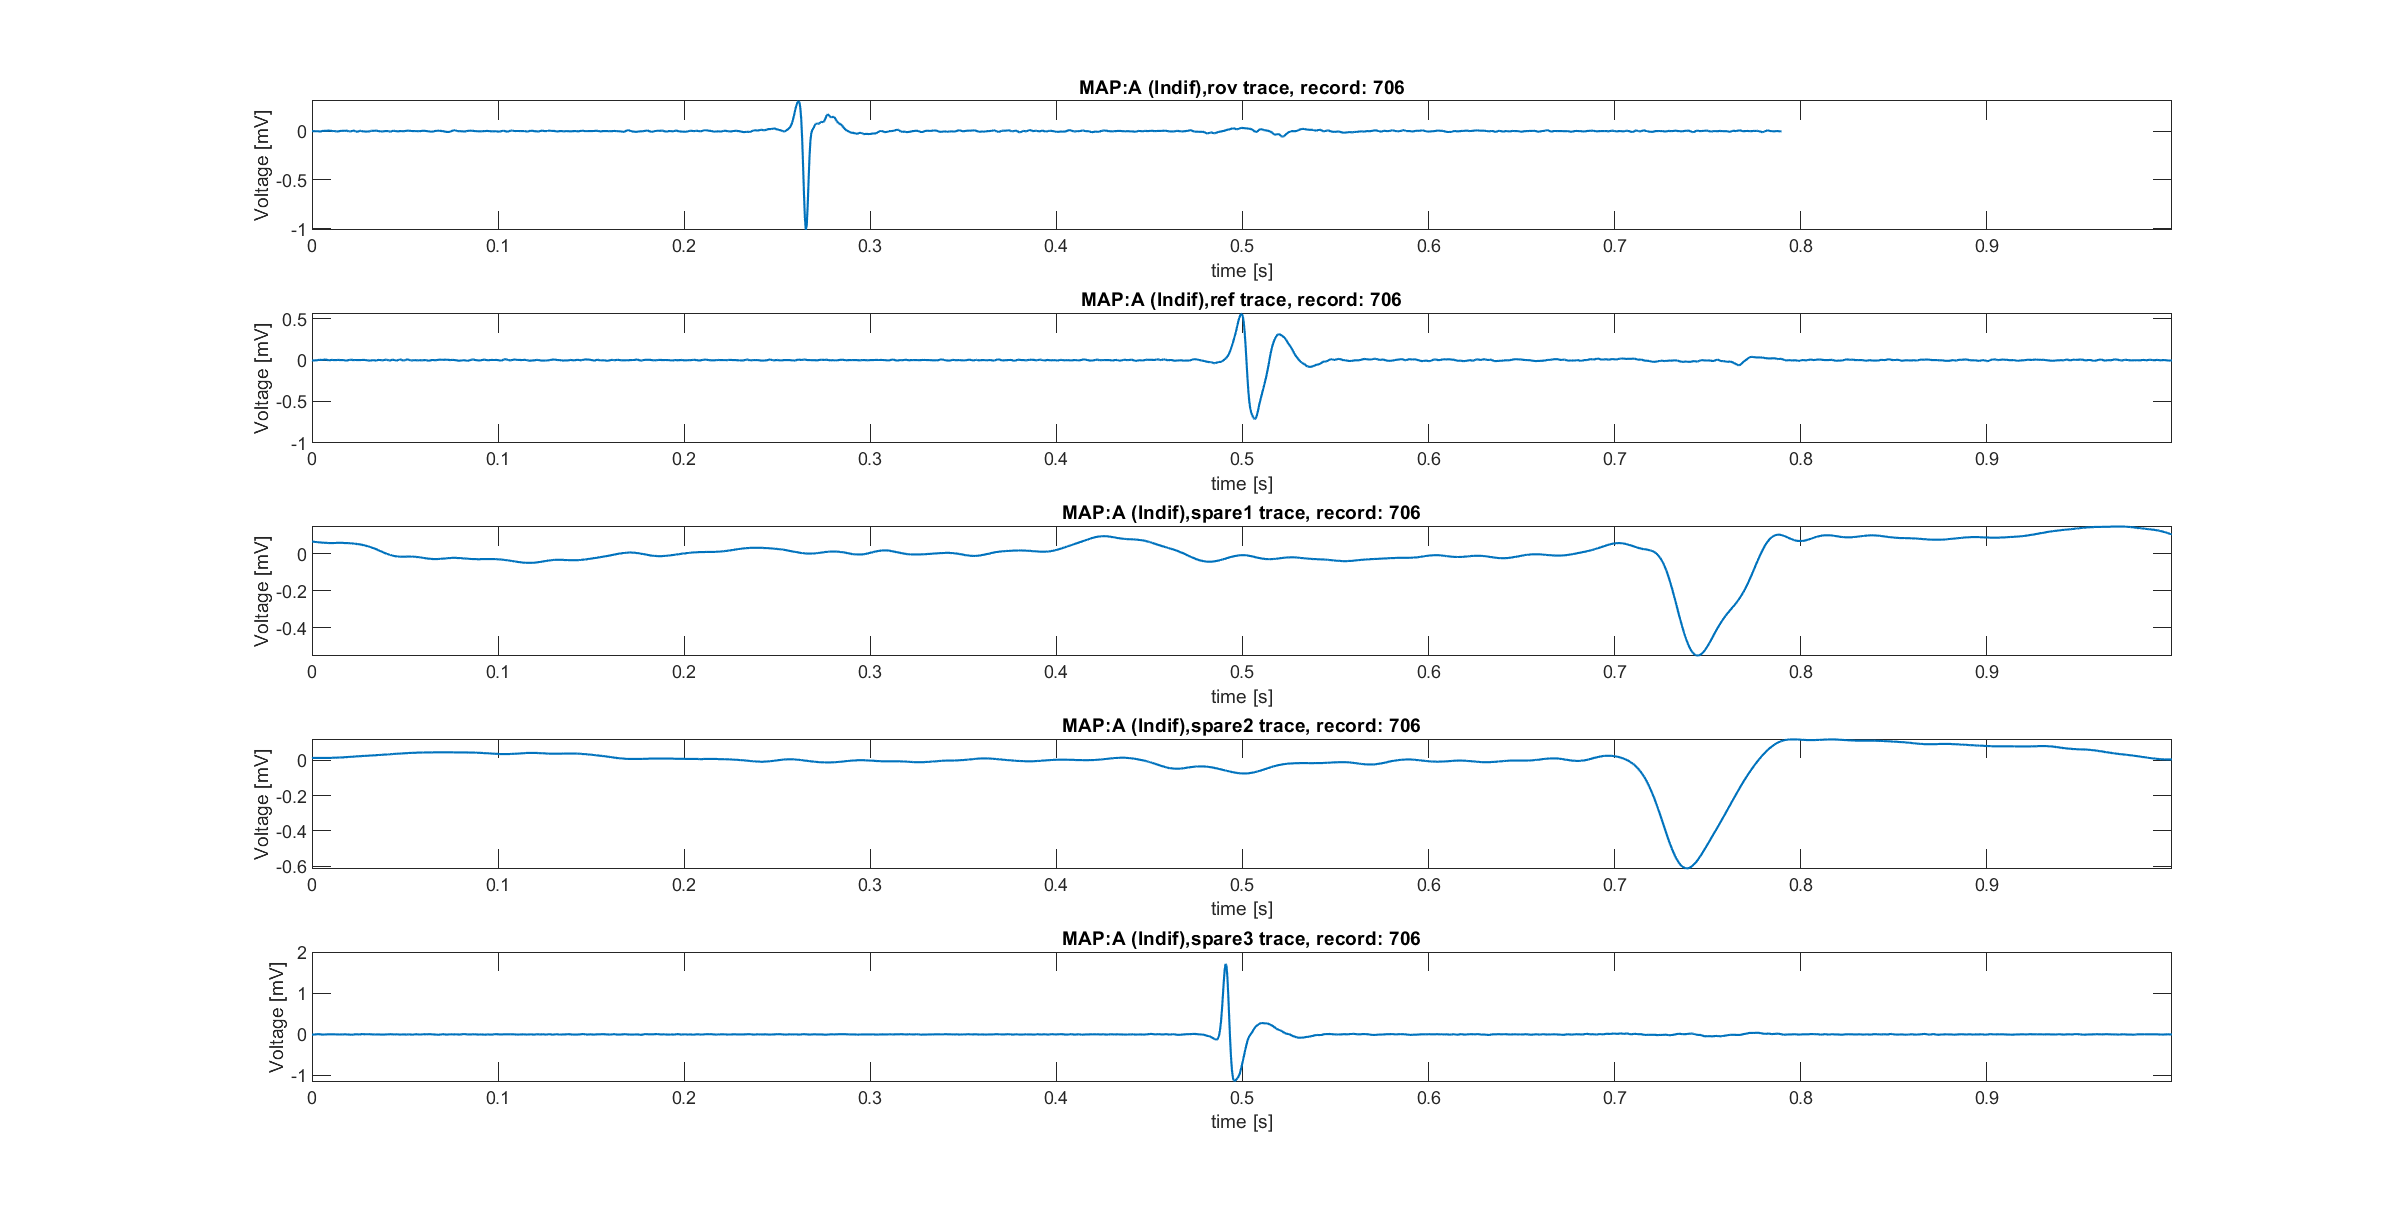 MAP:A (Indif),rov trace, record: 706
Voltage [mV]
0
-0.5
-1
0 0.1 0.2 0.3 0.4 0.5 0.6 0.7 0.8 0.9
time [s]
MAP:A (Indif),ref trace, record: 706
Voltage [mV]
0.5
0
-0.5
-1
0 0.1 0.2 0.3 0.4 0.5 0.6 0.7 0.8 0.9
time [s]
MAP:A (Indif),spare1 trace, record: 706
Voltage [mV]
0
-0.2
-0.4
0 0.1 0.2 0.3 0.4 0.5 0.6 0.7 0.8 0.9
time [s]
MAP:A (Indif),spare2 trace, record: 706
Voltage [mV]
0
-0.2
-0.4
-0.6
0 0.1 0.2 0.3 0.4 0.5 0.6 0.7 0.8 0.9
time [s]
MAP:A (Indif),spare3 trace, record: 706
Voltage [mV]
2
1
0
-1
0 0.1 0.2 0.3 0.4 0.5 0.6 0.7 0.8 0.9
time [s]